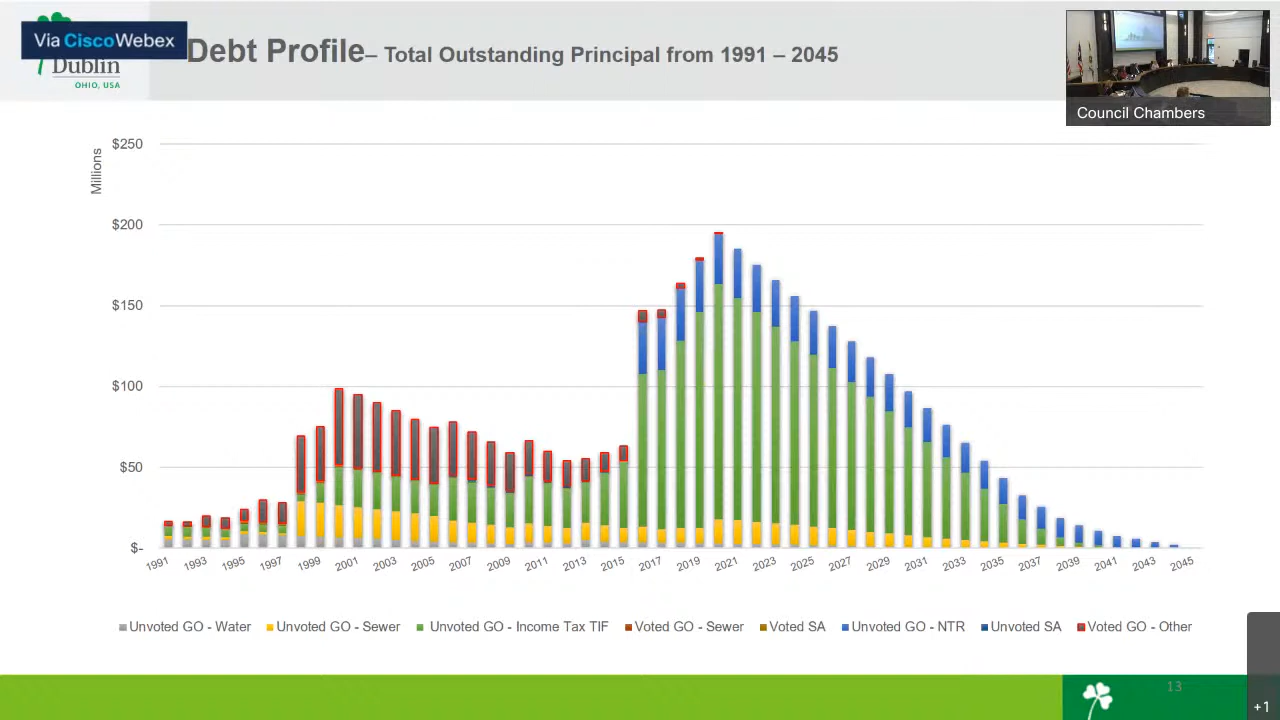 Via Cisco Webex
Dublin
OHIO, USA
Debt Profile– Total Outstanding Principal from 1991 – 2045
Council Chambers
Millions
$250
$200
$150
$100
$50
$-
1991 1993 1995 1997 1999 2001 2003 2005 2007 2009 2011 2013 2015 2017 2019 2021 2023 2025 2027 2029 2031 2033 2035 2037 2039 2041 2043 2045
Unvoted GO - Water Unvoted GO - Sewer Unvoted GO - Income Tax TIF Voted GO - Sewer Voted SA Unvoted GO - NTR Unvoted SA Voted GO - Other
13
+1